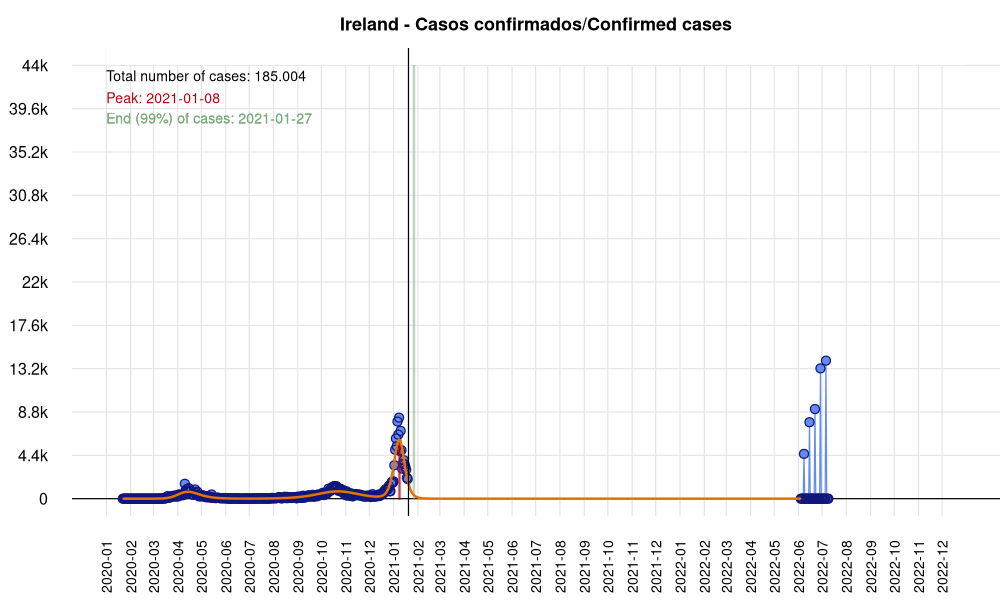 Ireland - Casos confirmados/Confirmed cases
Total number of cases: 185.004
Peak: 2021-01-08
End (99%) of cases: 2021-01-27
44k
39.6k
35.2k
30.8k
26.4k
22k
17.6k
13.2k
8.8k
4.4k
0
2020-01
2020-02
2020-03
2020-04
2020-05
2020-06
2020-07
2020-08
2020-09
2020-10
2020-11
2020-12
2021-01
2021-02
2021-03
2021-04
2021-05
2021-06
2021-07
2021-08
2021-09
2021-10
2021-11
2021-12
2022-01
2022-02
2022-03
2022-04
2022-05
2022-06
2022-07
2022-08
2022-09
2022-10
2022-11
2022-12